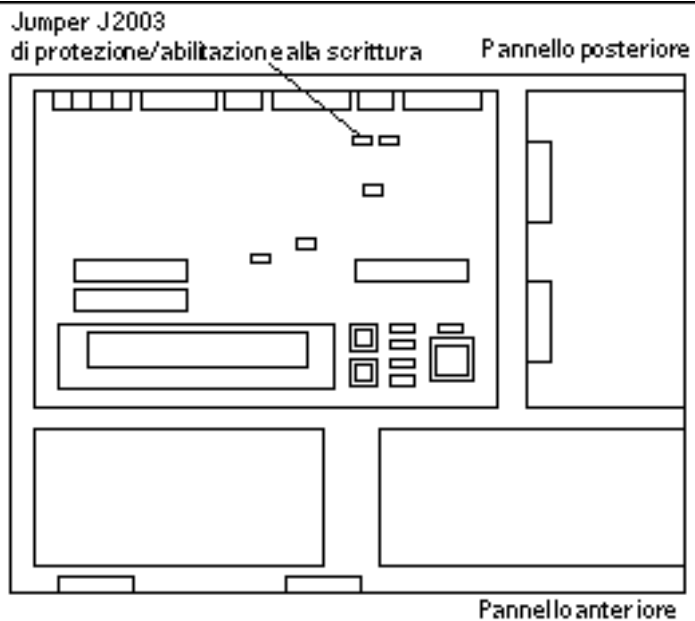 Jumper J2003
di protezione/abilitazione alla scrittura
Pannello posteriore
Pannello anteriore